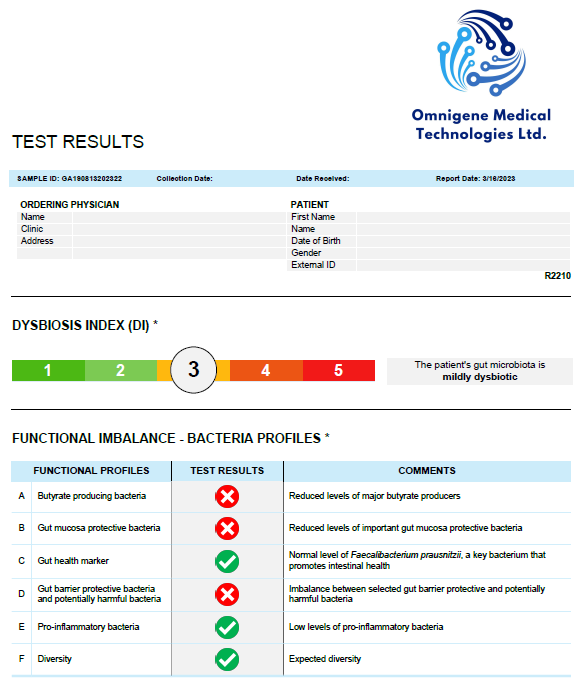 Omnigene Medical
Technologies Ltd.
TEST RESULTS
SAMPLE ID: GA190813202322 Collection Date: Date Received: Report Date: 3/16/2023
ORDERING PHYSICIAN
Name
Clinic
Address
PATIENT
First Name
Name
Date of Birth
Gender
External ID
R2210
DYSBIOSIS INDEX (DI) *
1 2 3 4 5
The patient's gut microbiota is
mildly dysbiotic
FUNCTIONAL IMBALANCE - BACTERIA PROFILES *
FUNCTIONAL PROFILES TEST RESULTS COMMENTS
A Butyrate producing bacteria Reduced levels of major butyrate producers
B Gut mucosa protective bacteria Reduced levels of important gut mucosa protective bacteria
C Gut health marker Normal level of Faecalibacterium prausnitzii, a key bacterium that
promotes intestinal health
D Gut barrier protective bacteria
and potentially harmful bacteria
Imbalance between selected gut barrier protective and potentially
harmful bacteria
E Pro-inflammatory bacteria Low levels of pro-inflammatory bacteria
F Diversity Expected diversity